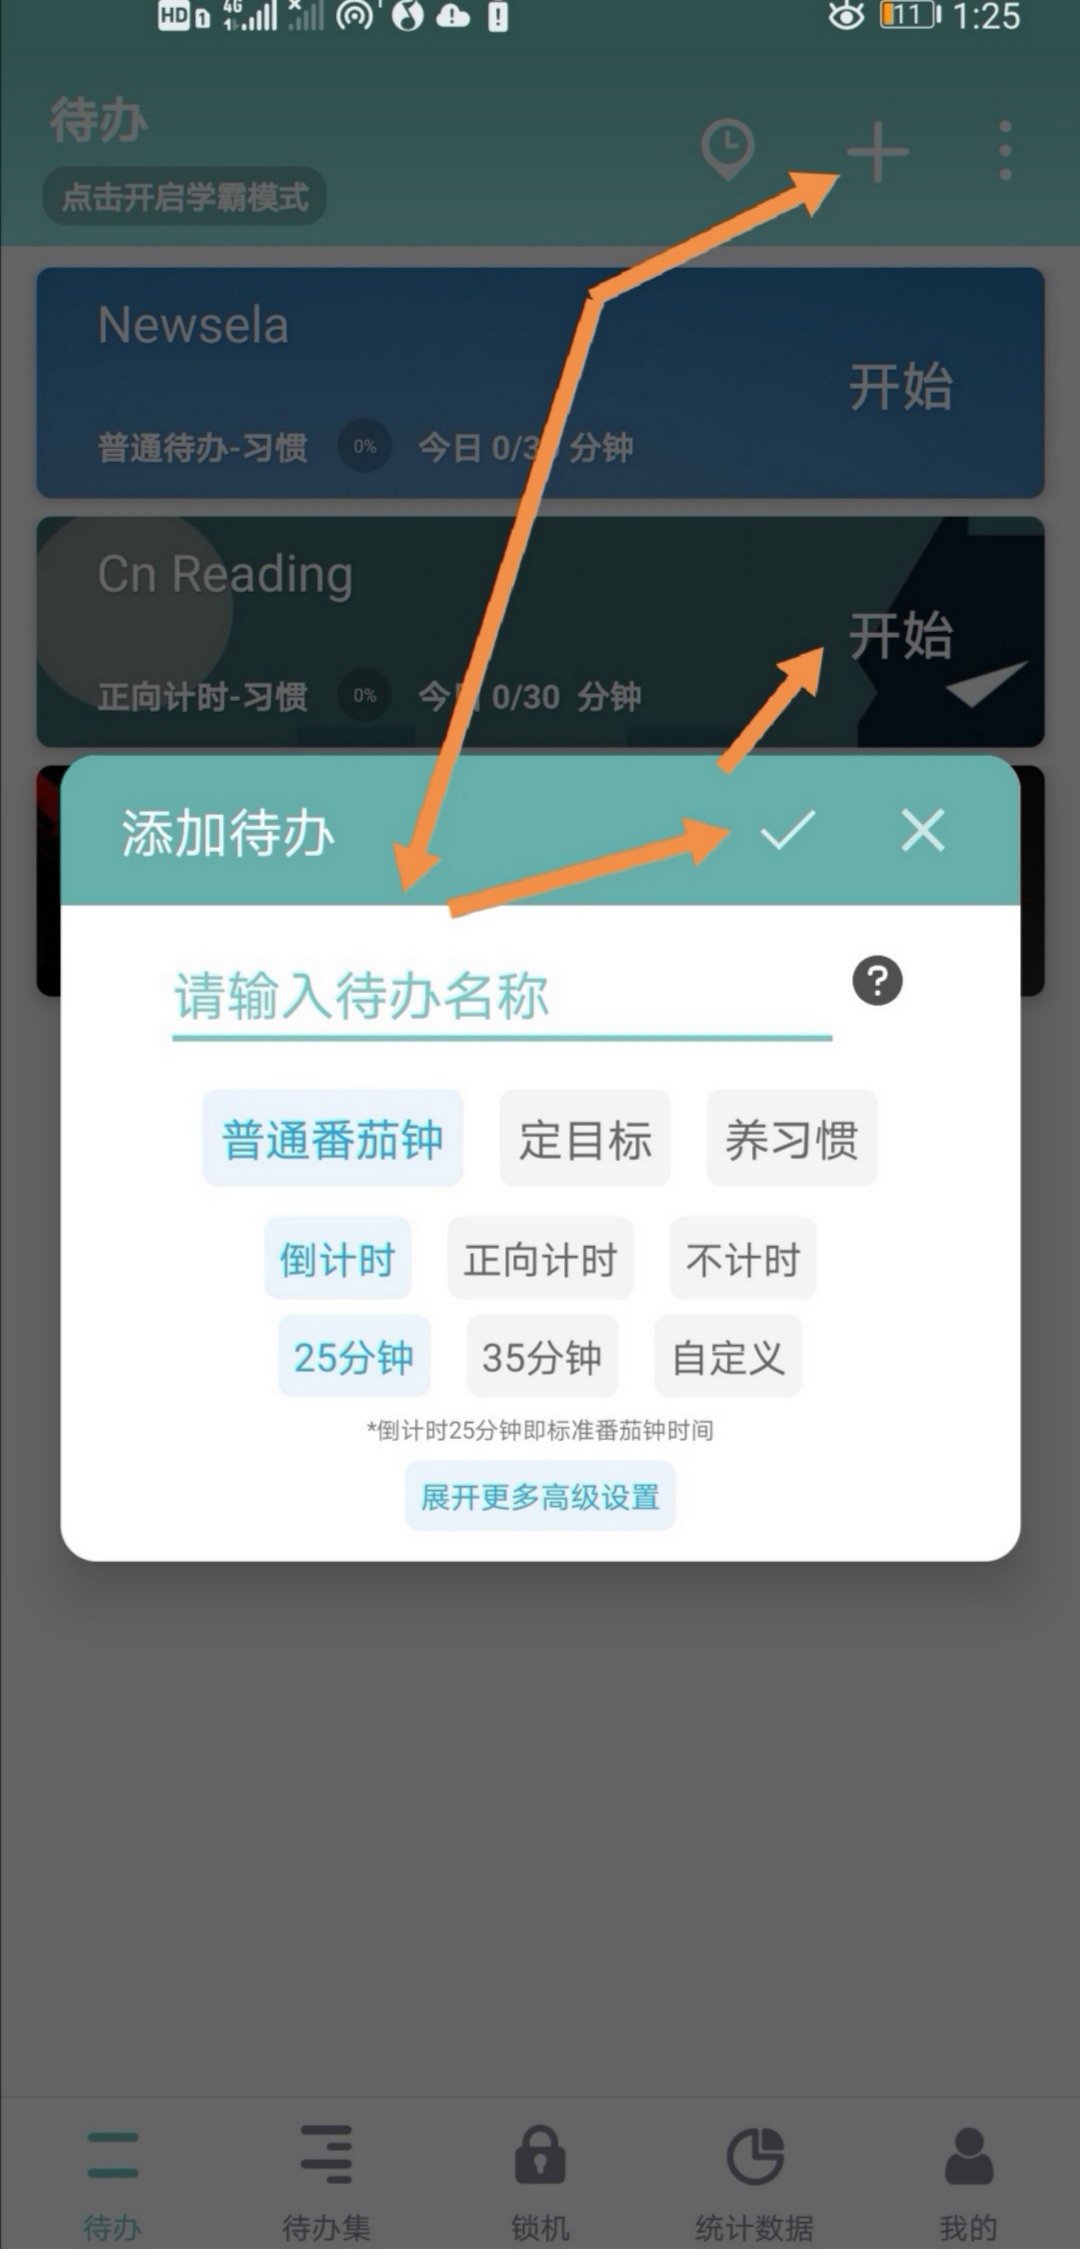 HD 1 4G 11 1:25
待办
点击开启学霸模式
Newsela
开始
普通待办-习惯 0% 今日 0/3 分钟
Cn Reading
开始
正向计时-习惯 0% 今日 0/30 分钟
添加待办
请输入待办名称
?
普通番茄钟 定目标 养习惯
倒计时 正向计时 不计时
25分钟 35分钟 自定义
*倒计时25分钟即标准番茄钟时间
展开更多高级设置
待办 待办集 锁机 统计数据 我的